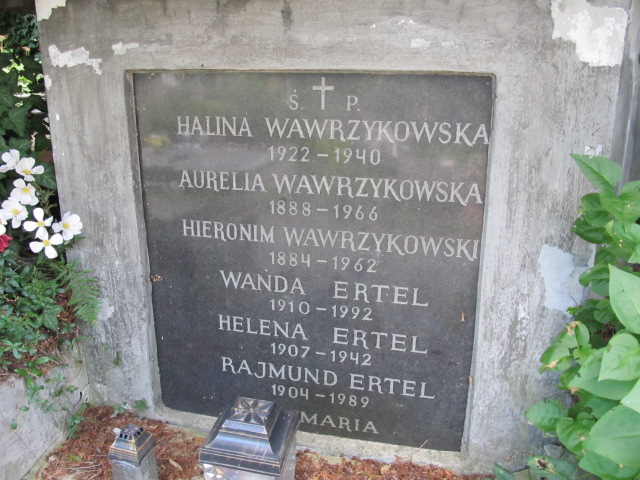 Ś. P.
HALINA WAWRZYKOWSKA
1922 - 1940
AURELIA WAWRZYKOWSKA
1888 - 1966
HIERONIM WAWRZYKOWSKI
1884 - 1962
WANDA ERTEL
1910 - 1992
HELENA ERTEL
1907 - 1942
RAJMUND ERTEL
1904 - 1989
MARIA